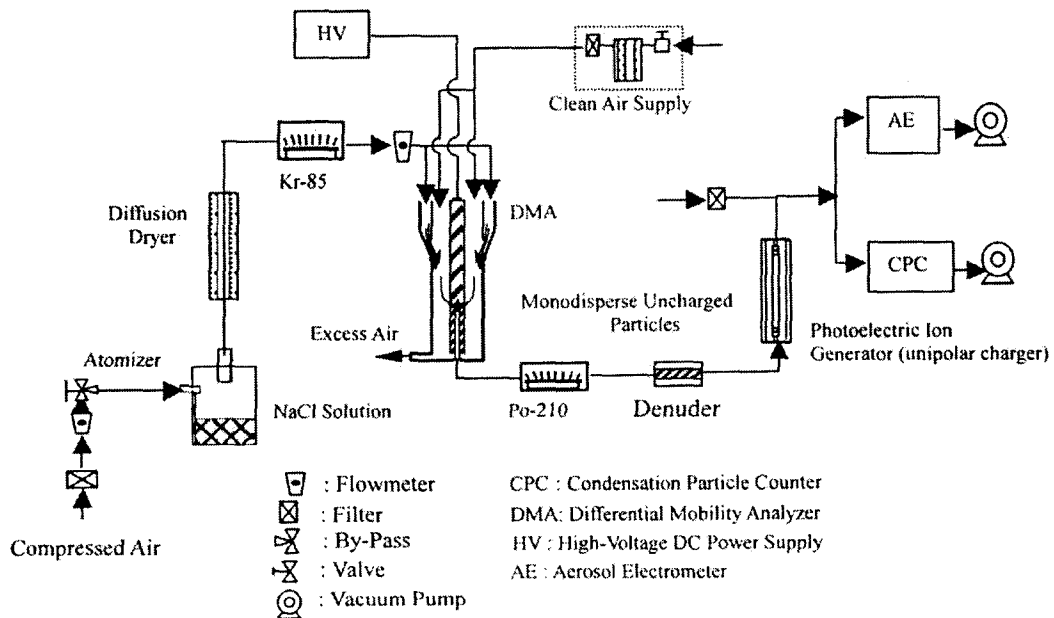 HV
Clean Air Supply
AE
Kr-85
Diffusion
Dryer
DMA
CPC
Monodisperse Uncharged
Particles
Photoelectric Ion
Generator (unipolar charger)
Excess Air
Atomizer
NaCl Solution
Po-210
Denuder
Compressed Air
: Flowmeter
: Filter
: By-Pass
: Valve
: Vacuum Pump
CPC : Condensation Particle Counter
DMA: Differential Mobility Analyzer
HV : High-Voltage DC Power Supply
AE : Aerosol Electrometer